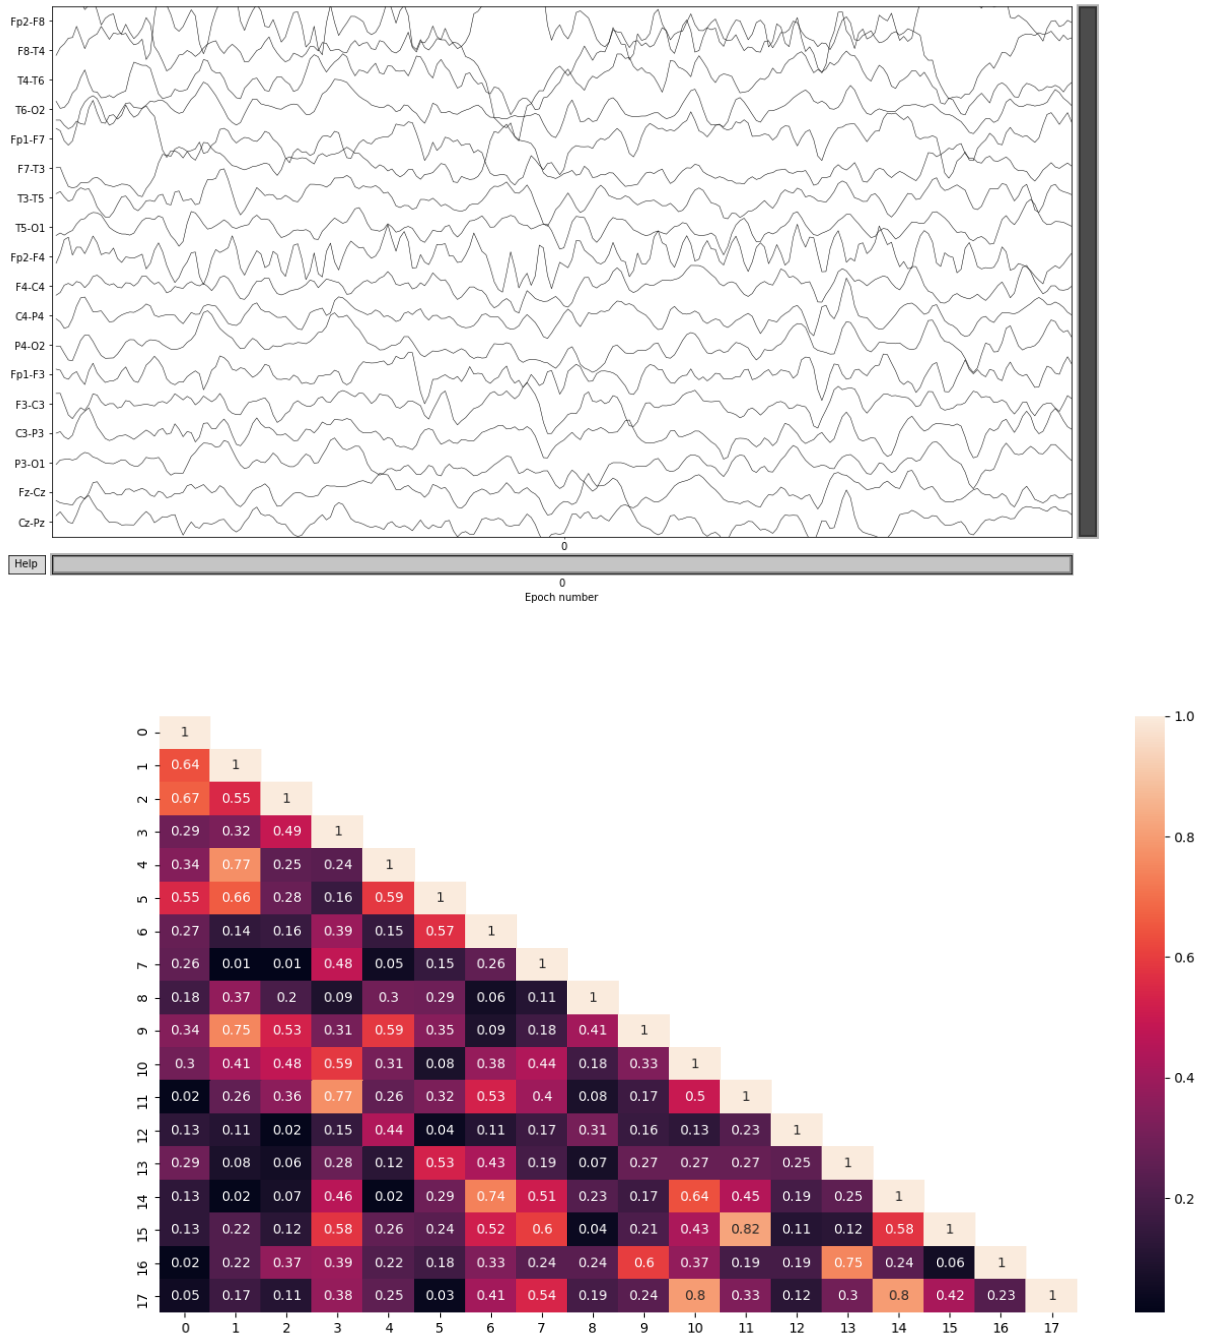 Fp2-F8
F8-T4
T4-T6
T6-O2
Fp1-F7
F7-T3
T3-T5
T5-O1
Fp2-F4
F4-C4
C4-P4
P4-O2
Fp1-F3
F3-C3
C3-P3
P3-O1
Fz-Cz
Cz-Pz
0
Help
0
Epoch number
0 1
1 0.64 1
2 0.67 0.55 1
3 0.29 0.32 0.49 1
4 0.34 0.77 0.25 0.24 1
5 0.55 0.66 0.28 0.16 0.59 1
6 0.27 0.14 0.16 0.39 0.15 0.57 1
7 0.26 0.01 0.01 0.48 0.05 0.15 0.26 1
8 0.18 0.37 0.2 0.09 0.3 0.29 0.06 0.11 1
9 0.34 0.75 0.53 0.31 0.59 0.35 0.09 0.18 0.41 1
10 0.3 0.41 0.48 0.59 0.31 0.08 0.38 0.44 0.18 0.33 1
11 0.02 0.26 0.36 0.77 0.26 0.32 0.53 0.4 0.08 0.17 0.5 1
12 0.13 0.11 0.02 0.15 0.44 0.04 0.11 0.17 0.31 0.16 0.13 0.23 1
13 0.29 0.08 0.06 0.28 0.12 0.53 0.43 0.19 0.07 0.27 0.27 0.27 0.25 1
14 0.13 0.02 0.07 0.46 0.02 0.29 0.74 0.51 0.23 0.17 0.64 0.45 0.19 0.25 1
15 0.13 0.22 0.12 0.58 0.26 0.24 0.52 0.6 0.04 0.21 0.43 0.82 0.11 0.12 0.58 1
16 0.02 0.22 0.37 0.39 0.22 0.18 0.33 0.24 0.24 0.6 0.37 0.19 0.19 0.75 0.24 0.06 1
17 0.05 0.17 0.11 0.38 0.25 0.03 0.41 0.54 0.19 0.24 0.8 0.33 0.12 0.3 0.8 0.42 0.23 1
0 1 2 3 4 5 6 7 8 9 10 11 12 13 14 15 16 17
1.0
0.8
0.6
0.4
0.2